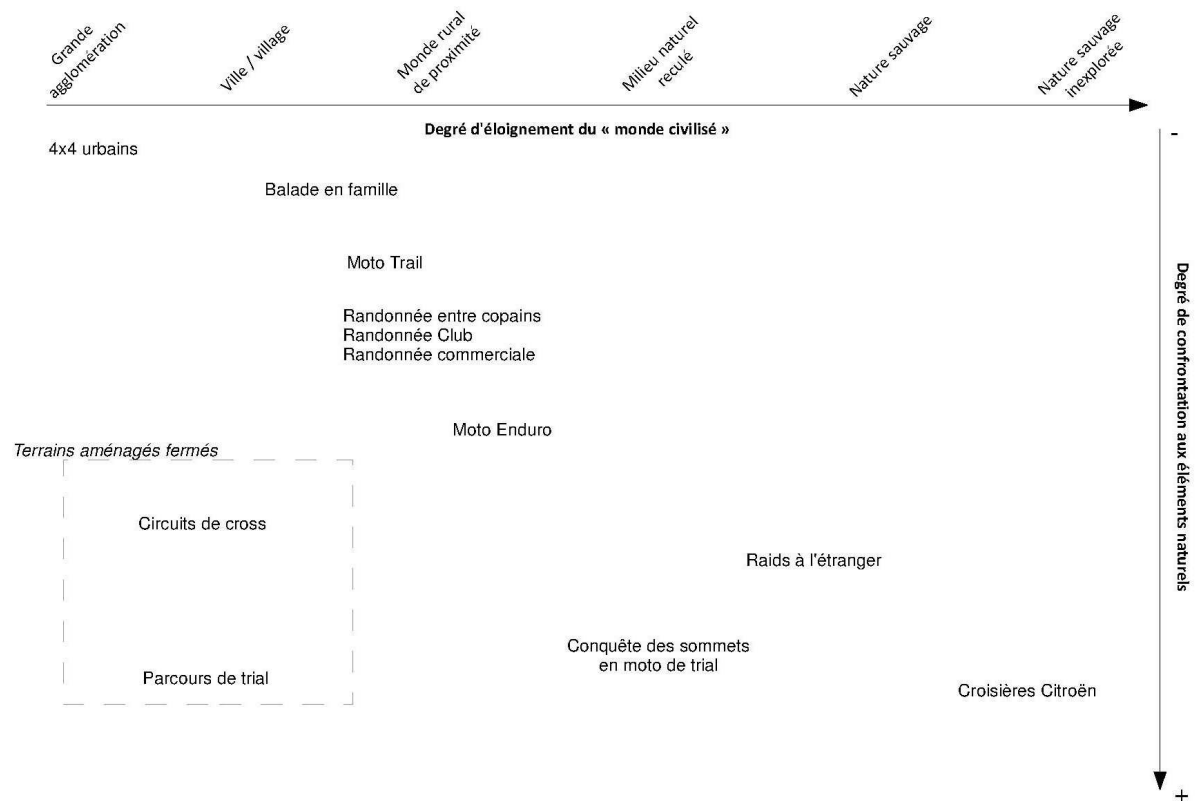 Grande
agglomération
Ville / village
Monde rural
de proximité
Milieu naturel
reculé
Nature sauvage
Nature sauvage
inexplorée
Degré d'éloignement du « monde civilisé »
-
4x4 urbains
Balade en famille
Moto Trail
Randonnée entre copains
Randonnée Club
Randonnée commerciale
Moto Enduro
Terrains aménagés fermés
Circuits de cross
Raids à l'étranger
Conquête des sommets
en moto de trial
Parcours de trial
Croisières Citroën
Degré de confrontation aux éléments naturels
+